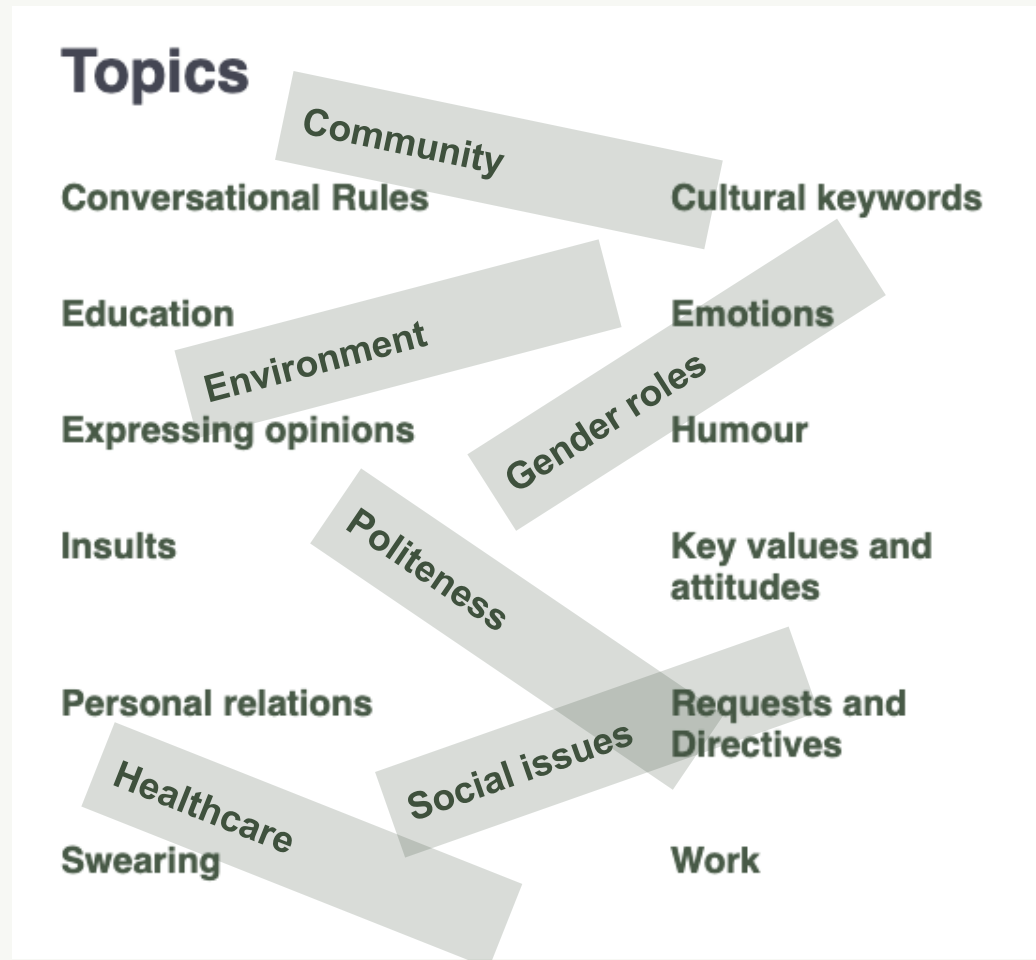 Topics
Community
Conversational Rules
Cultural keywords
Education
Emotions
Environment
Gender roles
Expressing opinions
Humour
Politeness
Insults
Key values and
attitudes
Personal relations
Requests and
Directives
Social issues
Healthcare
Swearing
Work